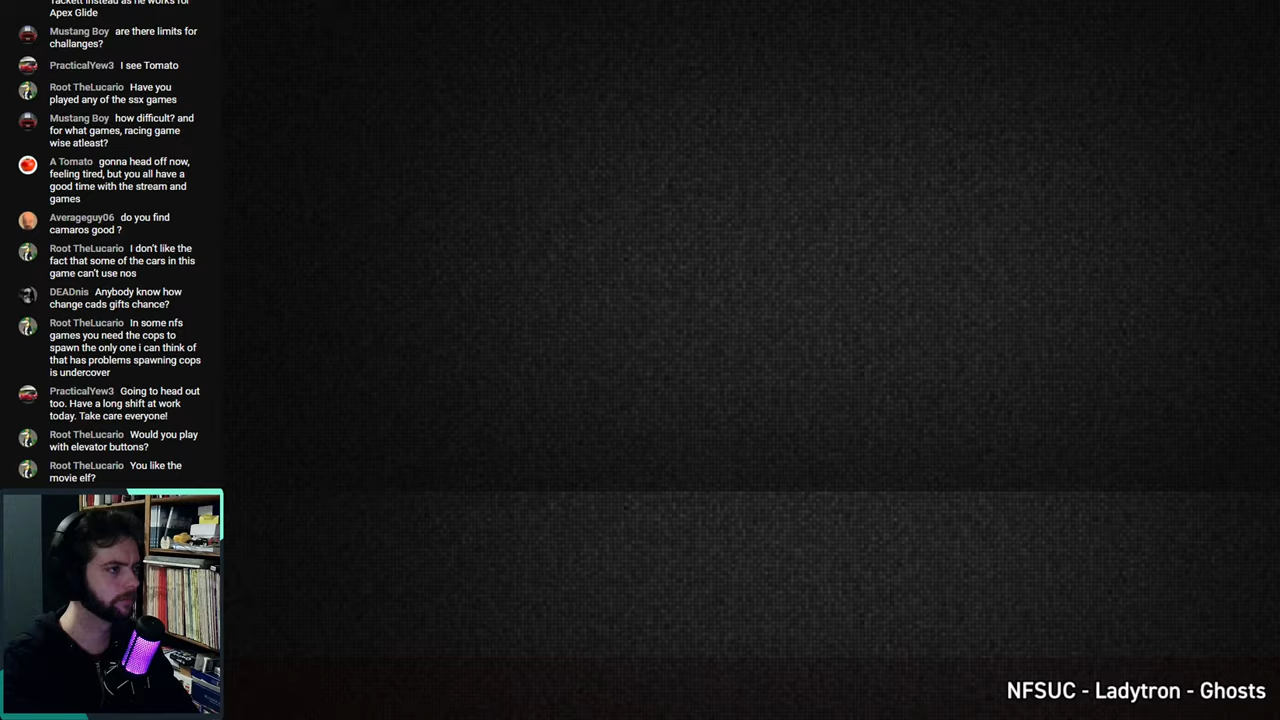 Tackett instead as he works for
Apex Glide
Mustang Boy are there limits for
challanges?
PracticalYew3 I see Tomato
Root TheLucario Have you
played any of the ssx games
Mustang Boy how difficult? and
for what games, racing game
wise atleast?
A Tomato gonna head off now,
feeling tired, but you all have a
good time with the stream and
games
Averageguy06 do you find
camaros good ?
Root TheLucario I don't like the
fact that some of the cars in this
game can't use nos
DEADnis Anybody know how
change cads gifts chance?
Root TheLucario In some nfs
games you need the cops to
spawn the only one i can think of
that has problems spawning cops
is undercover
PracticalYew3 Going to head out
too. Have a long shift at work
today. Take care everyone!
Root TheLucario Would you play
with elevator buttons?
Root TheLucario You like the
movie elf?
NFSUC - Ladytron - Ghosts